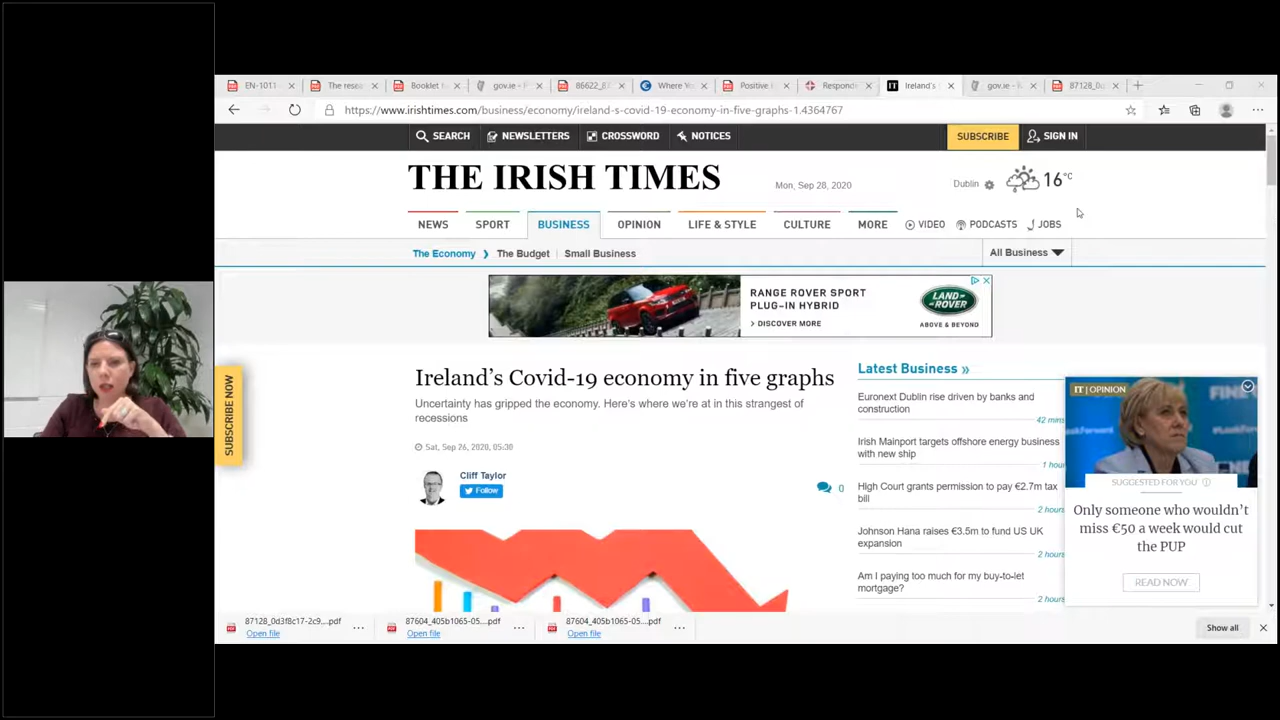 EN-1011
The resa
Booklet
gov.ie -
86622_8
Where Yo
Positive
Responde
Ireland's
gov.ie -
87128_0d
https://www.irishtimes.com/business/economy/ireland-s-covid-19-economy-in-five-graphs-1.4364767
SEARCH NEWSLETTERS CROSSWORD NOTICES SUBSCRIBE SIGN IN
THE IRISH TIMES
Mon, Sep 28, 2020
Dublin 16°C
NEWS SPORT BUSINESS OPINION LIFE & STYLE CULTURE MORE VIDEO PODCASTS JOBS
The Economy The Budget Small Business All Business
RANGE ROVER SPORT
PLUG-IN HYBRID
> DISCOVER MORE
LAND ROVER
ABOVE & BEYOND
SUBSCRIBE NOW
Ireland's Covid-19 economy in five graphs
Uncertainty has gripped the economy. Here's where we're at in this strangest of
recessions
Sat, Sep 26, 2020, 05:30
Cliff Taylor
Follow
0
Latest Business »
Euronext Dublin rise driven by banks and
construction
42 mins
Irish Mainport targets offshore energy business
with new ship
1 hour
High Court grants permission to pay €2.7m tax
bill
2 hours
Johnson Hana raises €3.5m to fund US UK
expansion
2 hours
Am I paying too much for my buy-to-let
mortgage?
2 hours
IT | OPINION
FINE
SUGGESTED FOR YOU
Only someone who wouldn't
miss €50 a week would cut
the PUP
READ NOW
87128_0d3f8c17-2c9....pdf
Open file
87604_405b1065-05....pdf
Open file
87604_405b1065-05....pdf
Open file
Show all